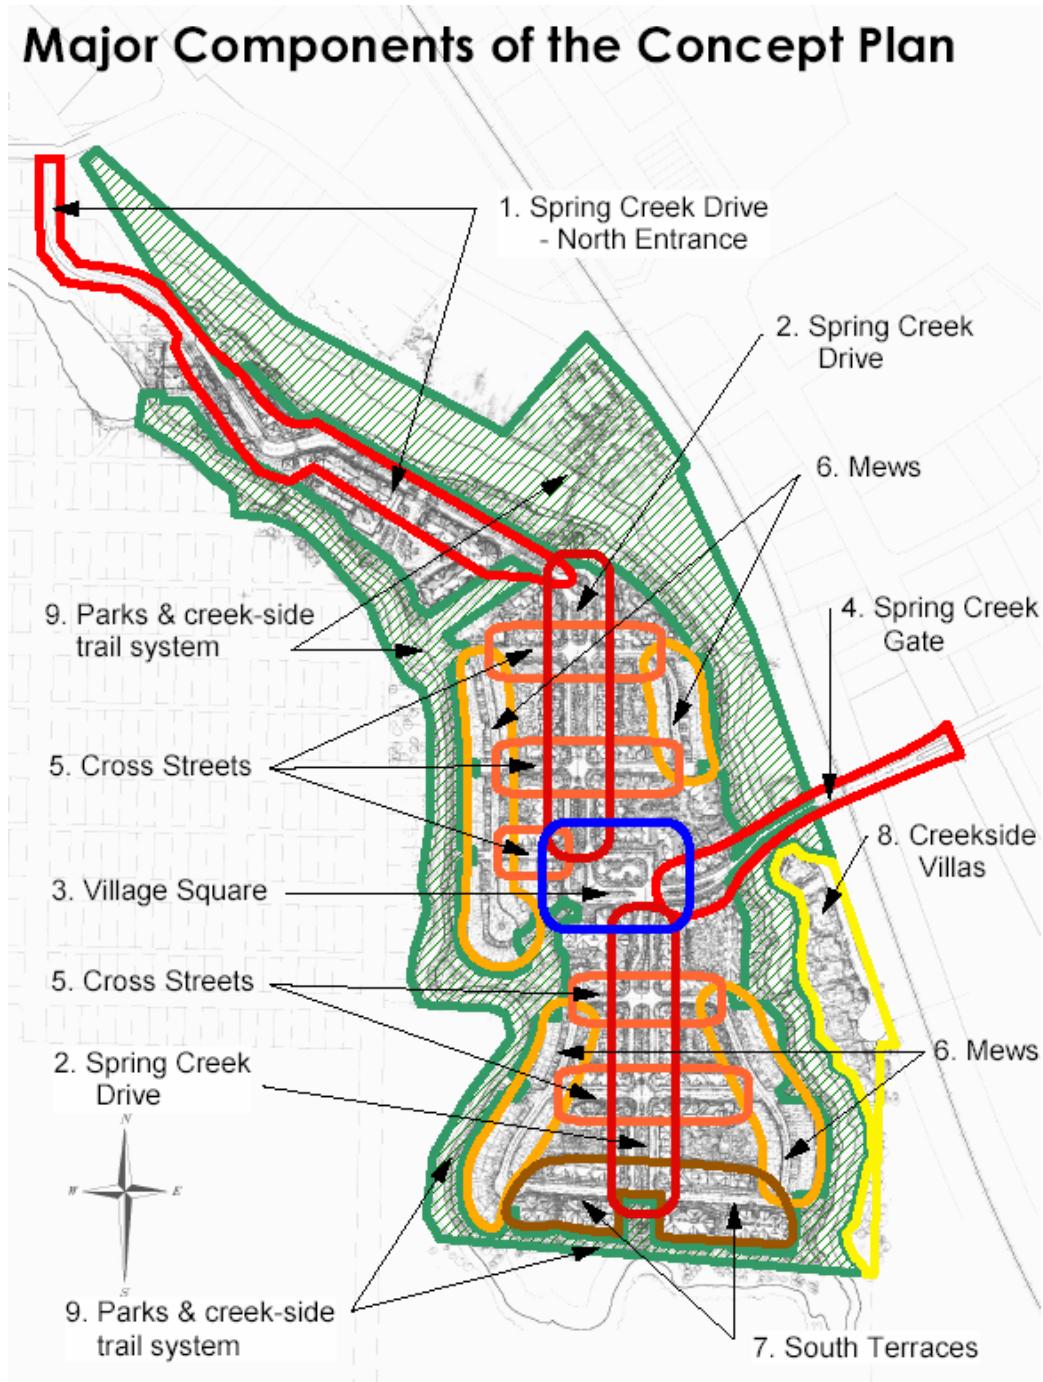 Major Components of the Concept Plan
1. Spring Creek Drive
- North Entrance
2. Spring Creek
Drive
6. Mews
9. Parks & creek-side
trail system
4. Spring Creek
Gate
5. Cross Streets
8. Creekside
Villas
3. Village Square
5. Cross Streets
2. Spring Creek
Drive
6. Mews
N
W
E
S
9. Parks & creek-side
trail system
7. South Terraces